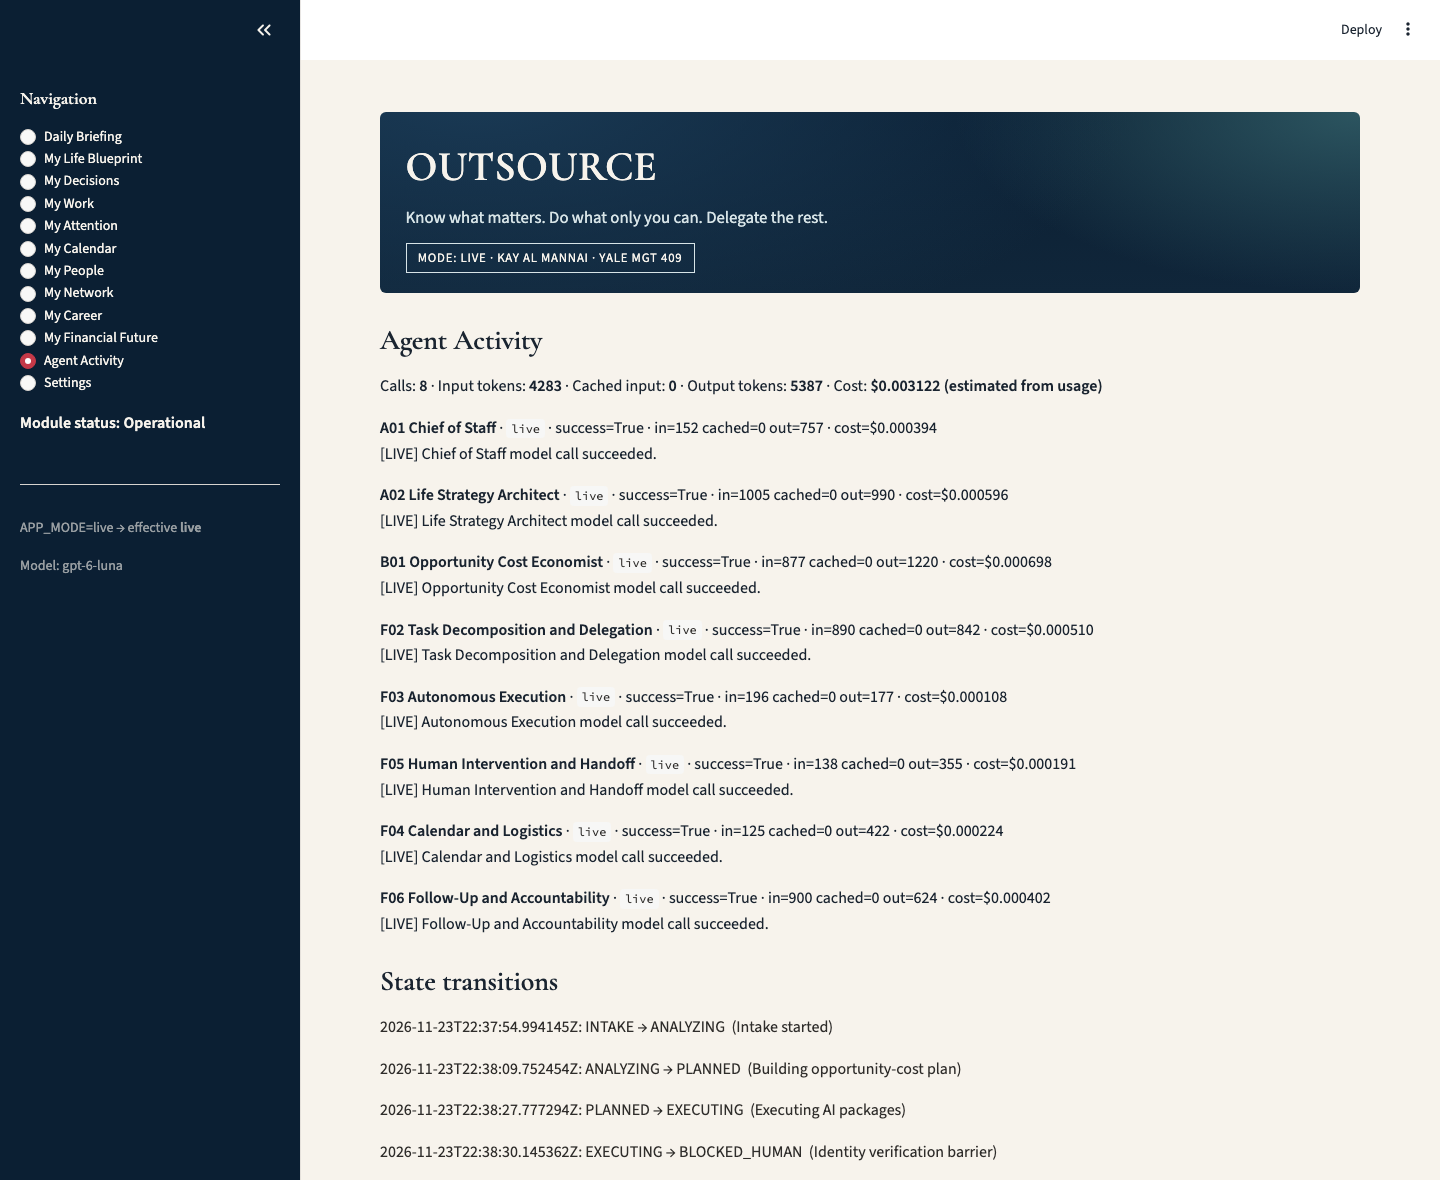 Deploy
Navigation
Daily Briefing
My Life Blueprint
My Decisions
My Work
My Attention
My Calendar
My People
My Network
My Career
My Financial Future
Agent Activity
Settings
Module status: Operational
APP_MODE=live → effective live
Model: gpt-6-luna
OUTSOURCE
Know what matters. Do what only you can. Delegate the rest.
MODE: LIVE · KAY AL MANNAI · YALE MGT 409
Agent Activity
Calls: 8 · Input tokens: 4283 · Cached input: 0 · Output tokens: 5387 · Cost: $0.003122 (estimated from usage)
A01 Chief of Staff · live · success=True · in=152 cached=0 out=757 · cost=$0.000394
[LIVE] Chief of Staff model call succeeded.
A02 Life Strategy Architect · live · success=True · in=1005 cached=0 out=990 · cost=$0.000596
[LIVE] Life Strategy Architect model call succeeded.
B01 Opportunity Cost Economist · live · success=True · in=877 cached=0 out=1220 · cost=$0.000698
[LIVE] Opportunity Cost Economist model call succeeded.
F02 Task Decomposition and Delegation · live · success=True · in=890 cached=0 out=842 · cost=$0.000510
[LIVE] Task Decomposition and Delegation model call succeeded.
F03 Autonomous Execution · live · success=True · in=196 cached=0 out=177 · cost=$0.000108
[LIVE] Autonomous Execution model call succeeded.
F05 Human Intervention and Handoff · live · success=True · in=138 cached=0 out=355 · cost=$0.000191
[LIVE] Human Intervention and Handoff model call succeeded.
F04 Calendar and Logistics · live · success=True · in=125 cached=0 out=422 · cost=$0.000224
[LIVE] Calendar and Logistics model call succeeded.
F06 Follow-Up and Accountability · live · success=True · in=900 cached=0 out=624 · cost=$0.000402
[LIVE] Follow-Up and Accountability model call succeeded.
State transitions
2026-11-23T22:37:54.994145Z: INTAKE → ANALYZING (Intake started)
2026-11-23T22:38:09.752454Z: ANALYZING → PLANNED (Building opportunity-cost plan)
2026-11-23T22:38:27.777294Z: PLANNED → EXECUTING (Executing AI packages)
2026-11-23T22:38:30.145362Z: EXECUTING → BLOCKED_HUMAN (Identity verification barrier)